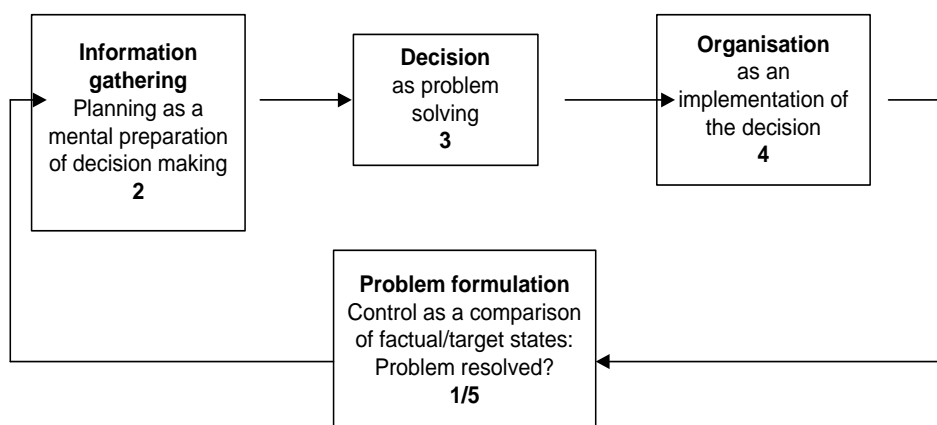 Information
gathering
Planning as a
mental preparation
of decision making
2
Decision
as problem
solving
3
Organisation
as an
implementation of
the decision
4
Problem formulation
Control as a comparison
of factual/target states:
Problem resolved?
1/5